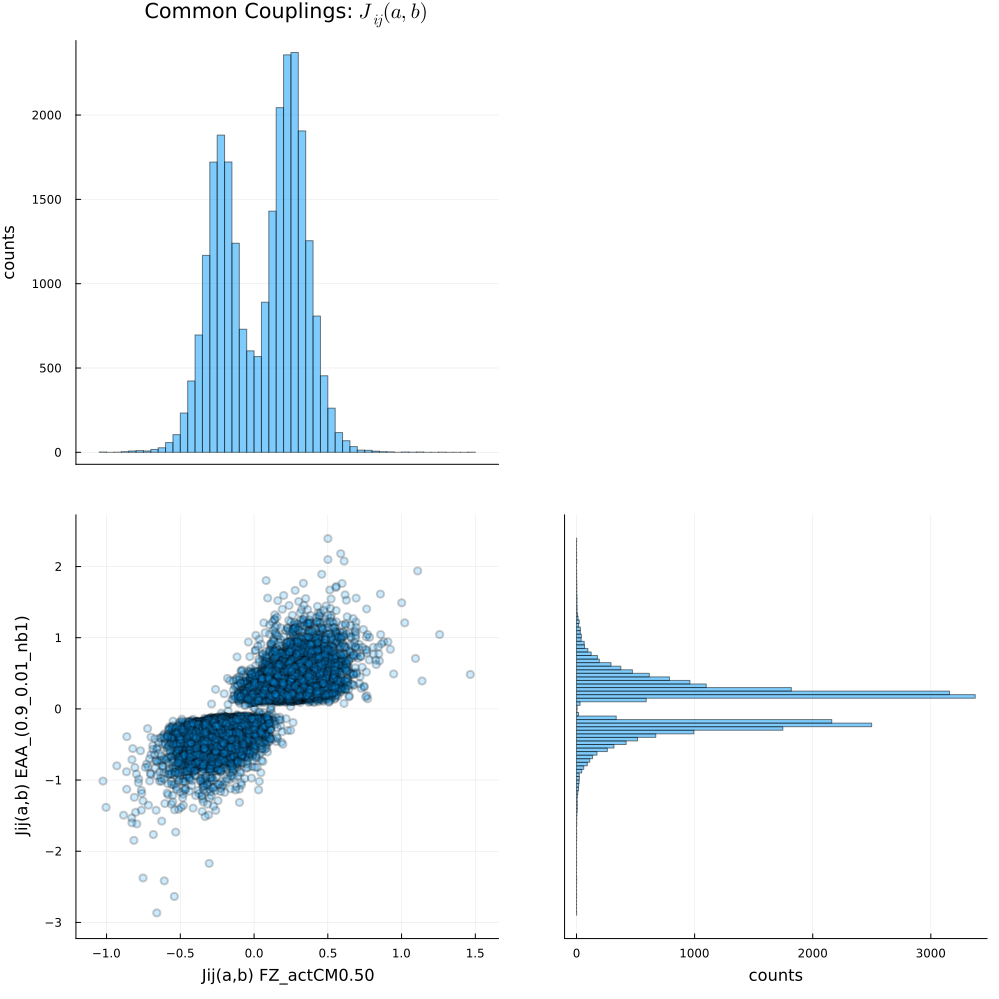 Common Couplings: J_ij(a, b)
counts
2000
1500
1000
500
0
Jij(a,b) EAA_(0.9_0.01_nb1)
2
1
0
−1
−2
−3
−1.0 −0.5 0.0 0.5 1.0 1.5
Jij(a,b) FZ_actCM0.50
0 1000 2000 3000
counts